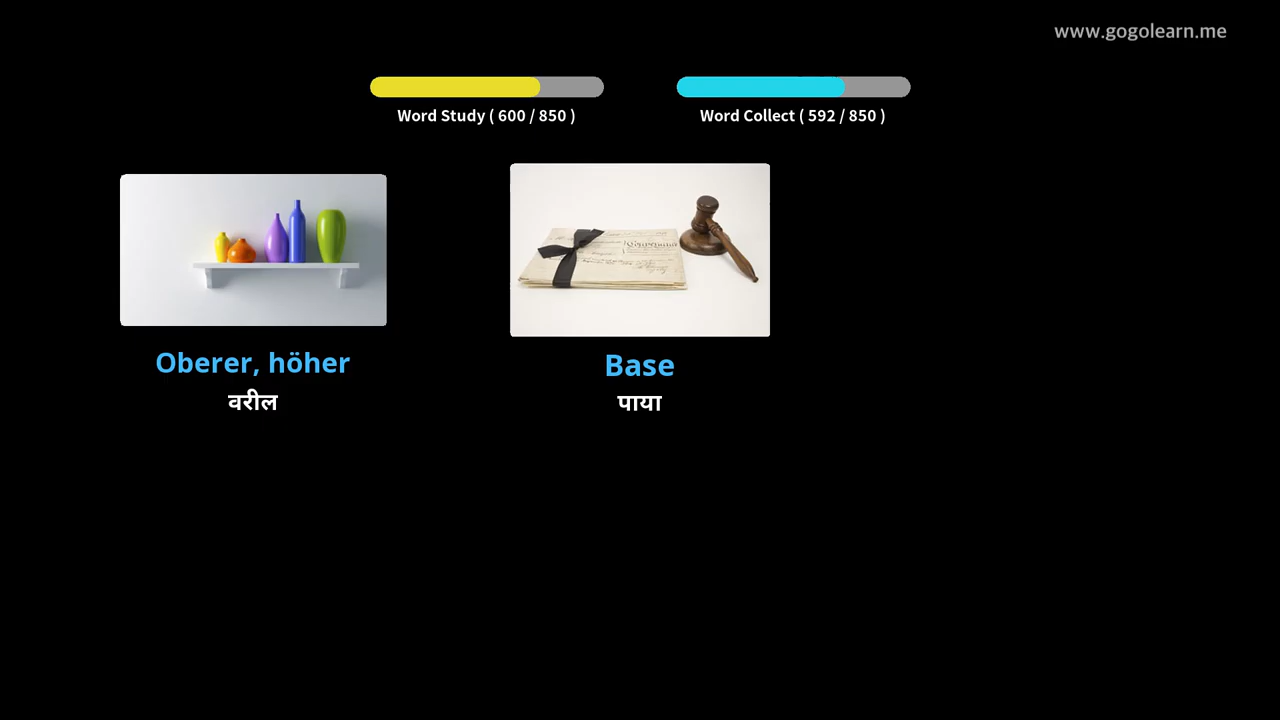 www.gogolearn.me
Word Study ( 600 / 850 )
Word Collect ( 592 / 850 )
Oberer, höher
वरील
Base
पाया